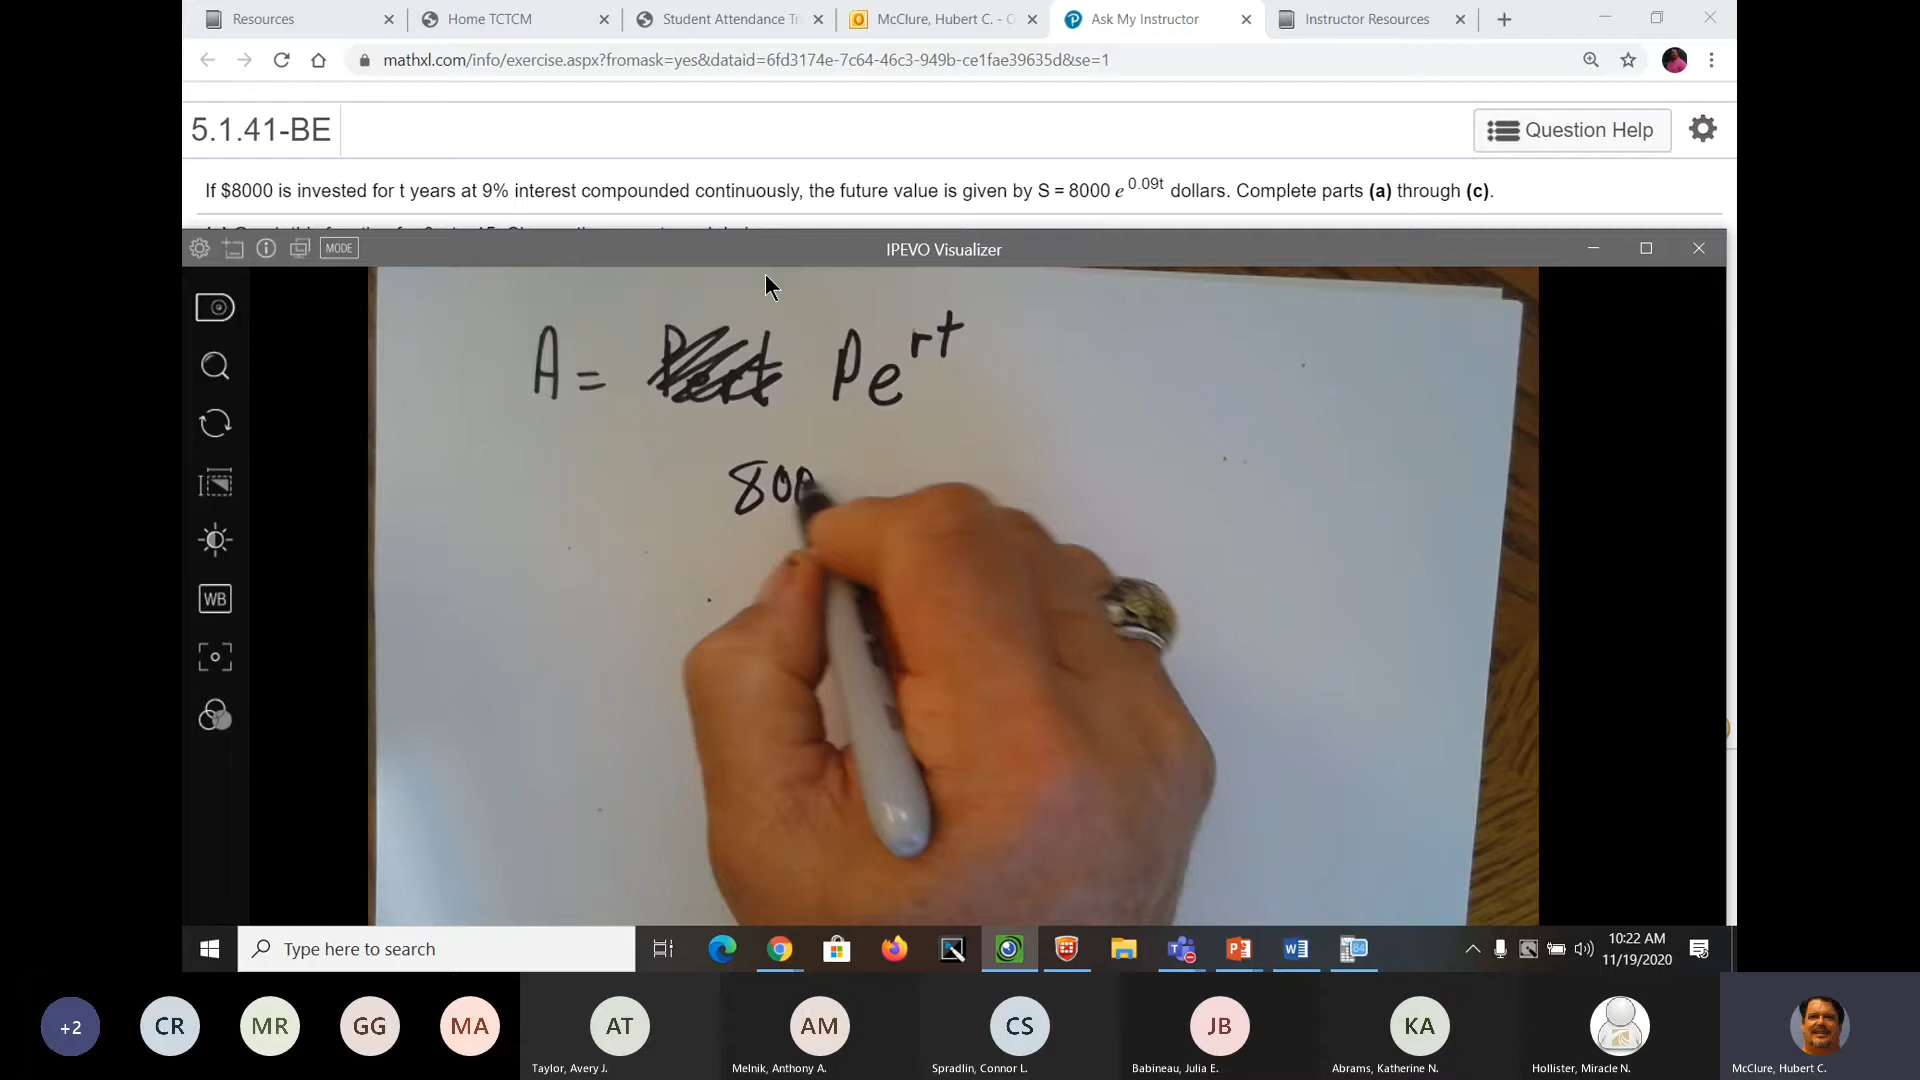 Resources
Home TCTCM
Student Attendance Tr
McClure, Hubert C. - O
Ask My Instructor
Instructor Resources
mathxl.com/info/exercise.aspx?fromask=yes&dataid=6fd3174e-7c64-46c3-949b-ce1fae39635d&se=1
5.1.41-BE
Question Help
If $8000 is invested for t years at 9% interest compounded continuously, the future value is given by S = 8000 e^0.09t dollars. Complete parts (a) through (c).
MODE
IPEVO Visualizer
A = Pe^rt
800
WB
Type here to search
10:22 AM
11/19/2020
+2
CR
MR
GG
MA
AT
AM
CS
JB
KA
Taylor, Avery J.
Melnik, Anthony A.
Spradlin, Connor L.
Babineau, Julia E.
Abrams, Katherine N.
Hollister, Miracle N.
McClure, Hubert C.